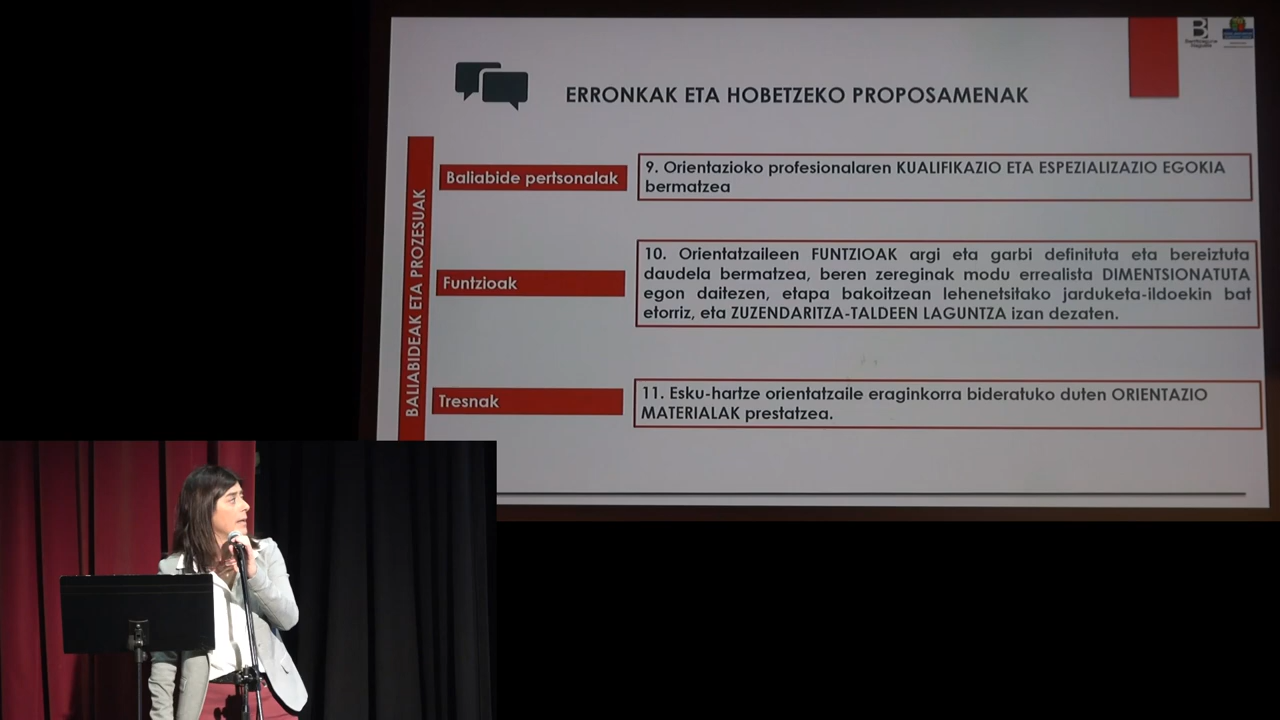 ERRONKAK ETA HOBETZEKO PROPOSAMENAK
BALIABIDEAK ETA PROZESUAK
Baliabide pertsonalak
9. Orientazioko profesionalaren KUALIFIKAZIO ETA ESPEZIALIZAZIO EGOKIA
bermatzea
Funtzioak
10. Orientatzaileen FUNTZIOAK argi eta garbi definituta eta bereiztuta
daudela bermatzea, beren zereginak modu errealista DIMENTSIONATUTA
egon daitezen, etapa bakoitzean lehenetsitako jarduketa-ildoekin bat
etorriz, eta ZUZENDARITZA-TALDEEN LAGUNTZA izan dezaten.
Tresnak
11. Esku-hartze orientatzaile eraginkorra bideratuko duten ORIENTAZIO
MATERIALAK prestatzea.